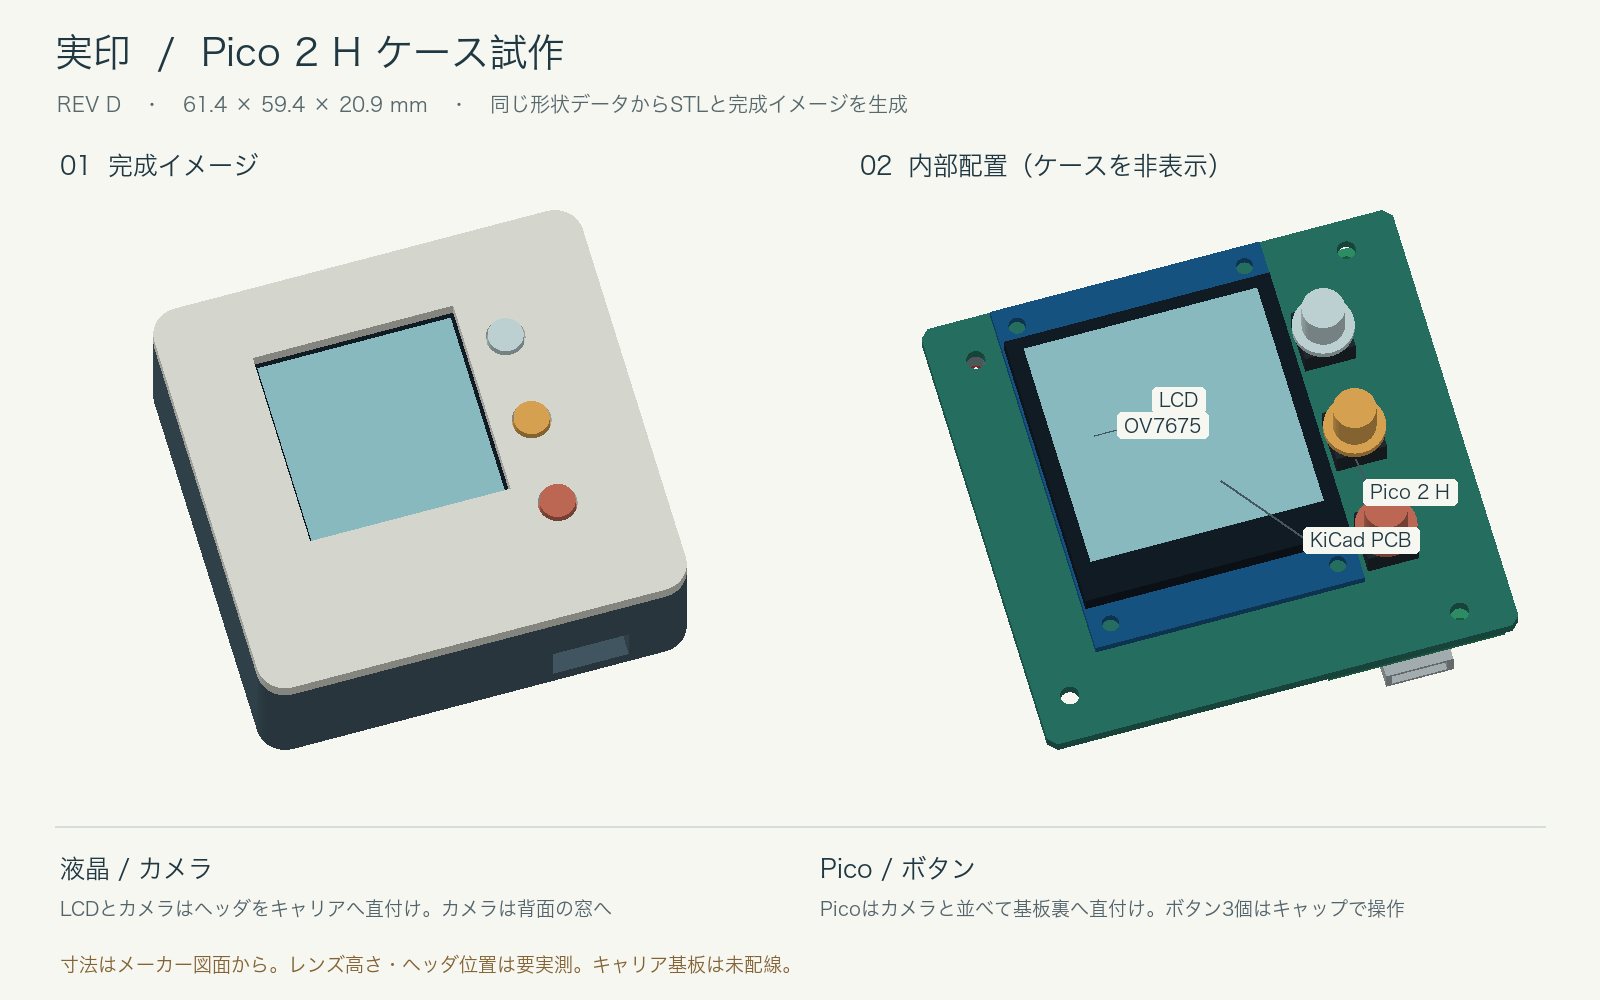 実印 / Pico 2 H ケース試作
REV D ・ 61.4 × 59.4 × 20.9 mm ・ 同じ形状データからSTLと完成イメージを生成
01 完成イメージ
02 内部配置（ケースを非表示）
LCD
OV7675
Pico 2 H
KiCad PCB
液晶 / カメラ
LCDとカメラはヘッダをキャリアへ直付け。カメラは背面の窓へ
Pico / ボタン
Picoはカメラと並べて基板裏へ直付け。ボタン3個はキャップで操作
寸法はメーカー図面から。レンズ高さ・ヘッダ位置は要実測。キャリア基板は未配線。